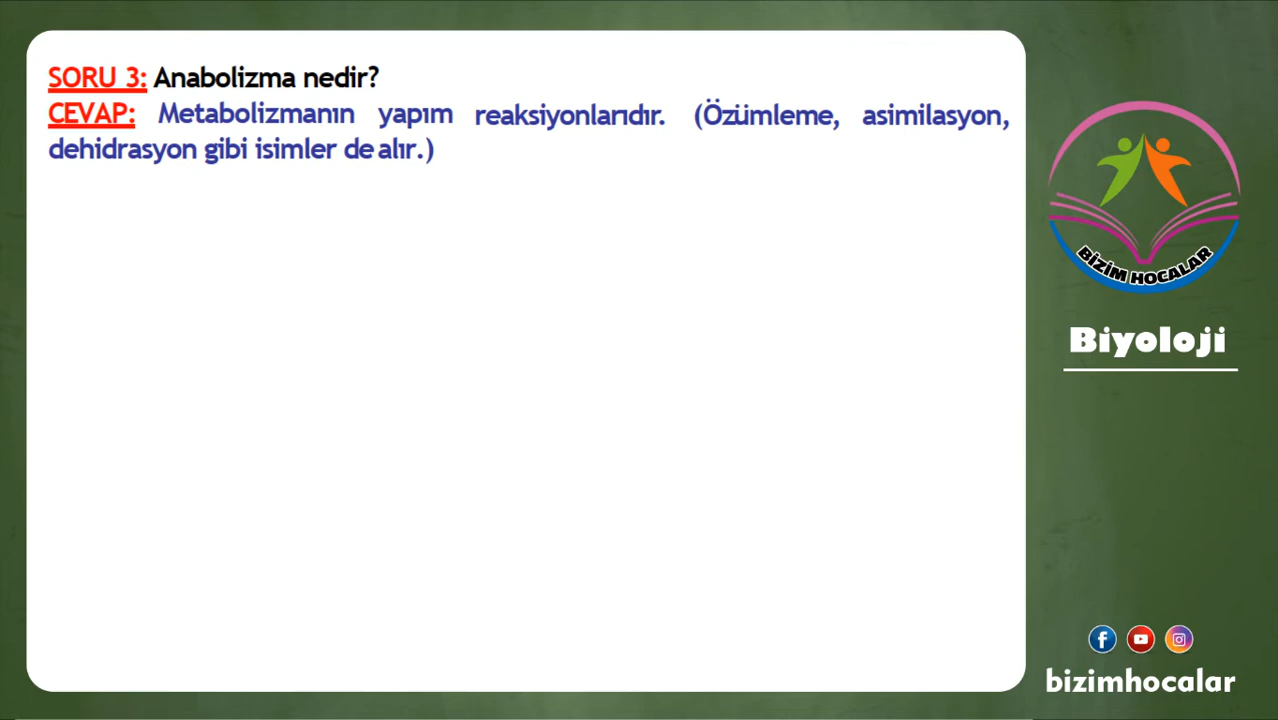 SORU 3: Anabolizma nedir?
CEVAP: Metabolizmanın yapım reaksiyonlarıdır. (Özümleme, asimilasyon,
dehidrasyon gibi isimler de alır.)
BİZİM HOCALAR
Biyoloji
bizimhocalar